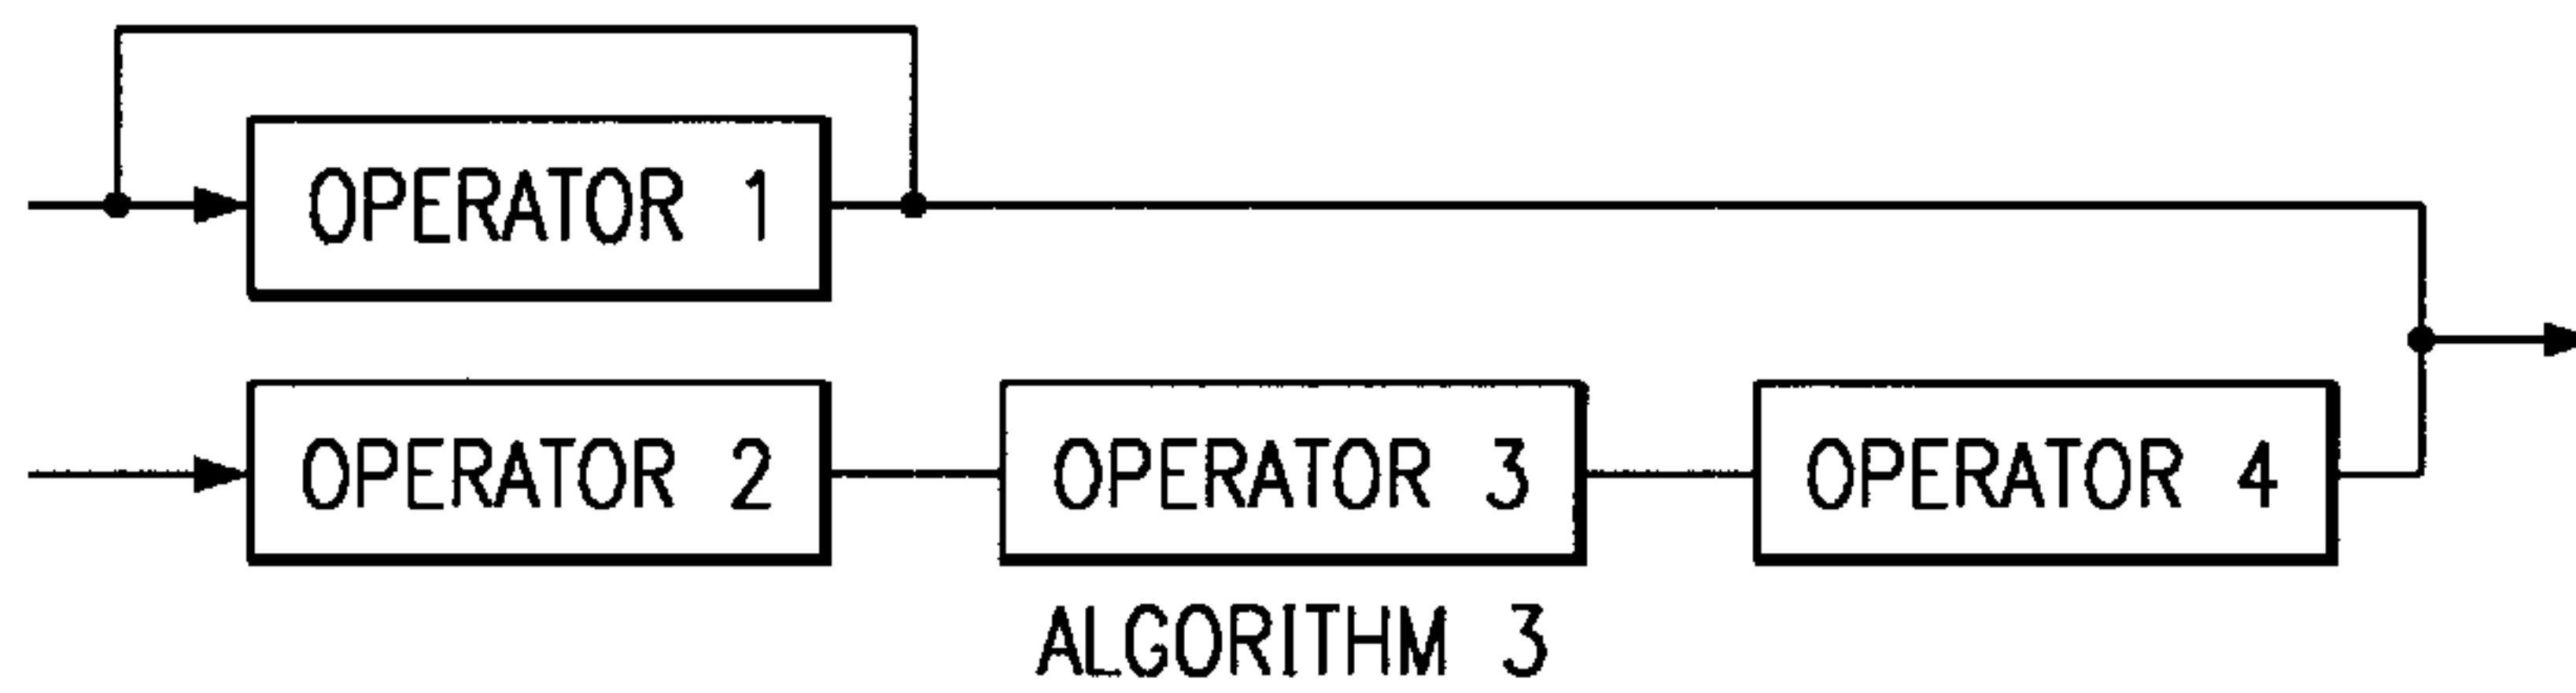 OPERATOR 1
OPERATOR 2
OPERATOR 3
OPERATOR 4
ALGORITHM 3